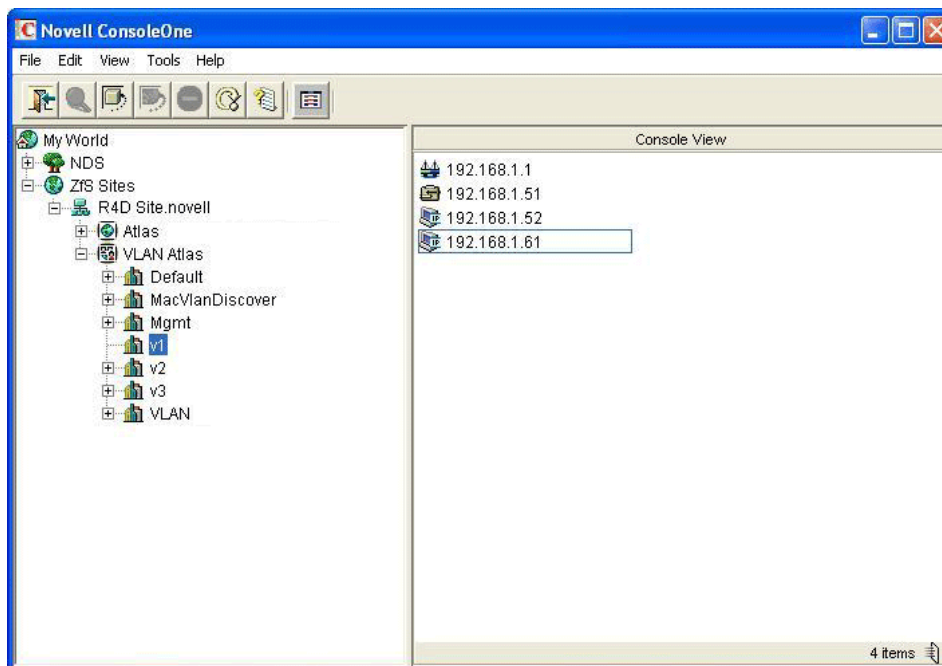 Novell ConsoleOne
File Edit View Tools Help
My World
NDS
ZfS Sites
R4D Site.novell
Atlas
VLAN Atlas
Default
MacVlanDiscover
Mgmt
v1
v2
v3
VLAN
Console View
192.168.1.1
192.168.1.51
192.168.1.52
192.168.1.61
4 items